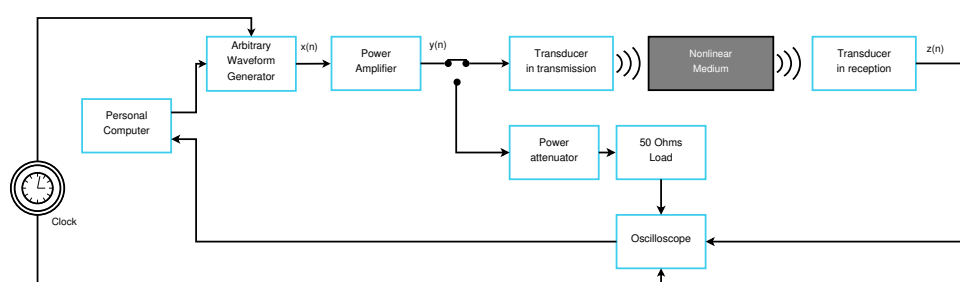 Arbitrary
Waveform
Generator
x(n)
Power
Amplifier
y(n)
Transducer
in transmission
Nonlinear
Medium
Transducer
in reception
z(n)
Personal
Computer
Power
attenuator
50 Ohms
Load
Clock
Oscilloscope